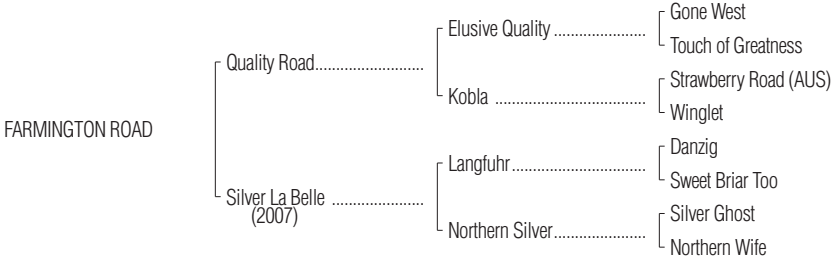 Gone West
Elusive Quality
Touch of Greatness
Quality Road
Strawberry Road (AUS)
Kobla
Winglet
FARMINGTON ROAD
Danzig
Langfuhr
Sweet Briar Too
Silver La Belle
(2007)
Silver Ghost
Northern Silver
Northern Wife